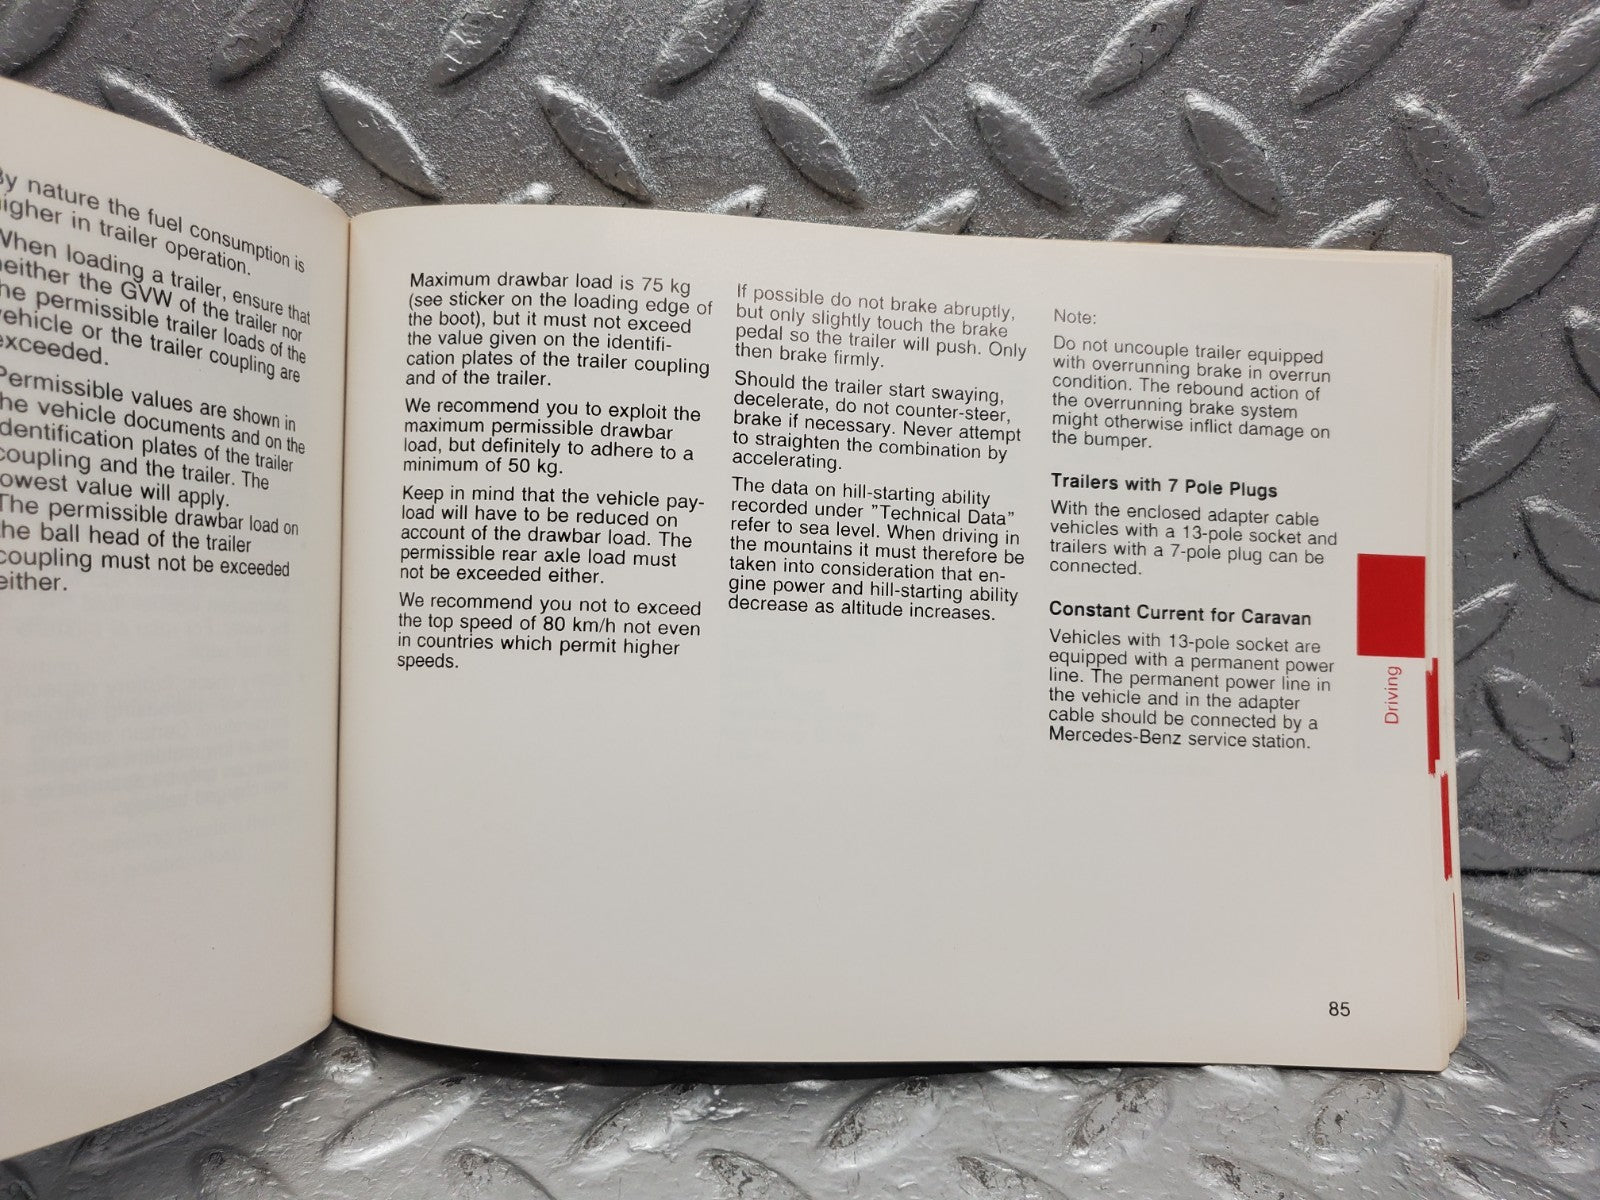 By nature the fuel consumption is
higher in trailer operation.
When loading a trailer, ensure that
neither the GVW of the trailer nor
the permissible trailer loads of the
vehicle or the trailer coupling are
exceeded.
Permissible values are shown in
the vehicle documents and on the
identification plates of the trailer
coupling and the trailer. The
lowest value will apply.
The permissible drawbar load on
the ball head of the trailer
coupling must not be exceeded
either.
Maximum drawbar load is 75 kg
(see sticker on the loading edge of
the boot), but it must not exceed
the value given on the identifi-
cation plates of the trailer coupling
and of the trailer.
We recommend you to exploit the
maximum permissible drawbar
load, but definitely to adhere to a
minimum of 50 kg.
Keep in mind that the vehicle pay-
load will have to be reduced on
account of the drawbar load. The
permissible rear axle load must
not be exceeded either.
We recommend you not to exceed
the top speed of 80 km/h not even
in countries which permit higher
speeds.
If possible do not brake abruptly,
but only slightly touch the brake
pedal so the trailer will push. Only
then brake firmly.
Should the trailer start swaying,
decelerate, do not counter-steer,
brake if necessary. Never attempt
to straighten the combination by
accelerating.
The data on hill-starting ability
recorded under "Technical Data"
refer to sea level. When driving in
the mountains it must therefore be
taken into consideration that en-
gine power and hill-starting ability
decrease as altitude increases.
Note:
Do not uncouple trailer equipped
with overrunning brake in overrun
condition. The rebound action of
the overrunning brake system
might otherwise inflict damage on
the bumper.
Trailers with 7 Pole Plugs
With the enclosed adapter cable
vehicles with a 13-pole socket and
trailers with a 7-pole plug can be
connected.
Constant Current for Caravan
Vehicles with 13-pole socket are
equipped with a permanent power
line. The permanent power line in
the vehicle and in the adapter
cable should be connected by a
Mercedes-Benz service station.
Driving
85